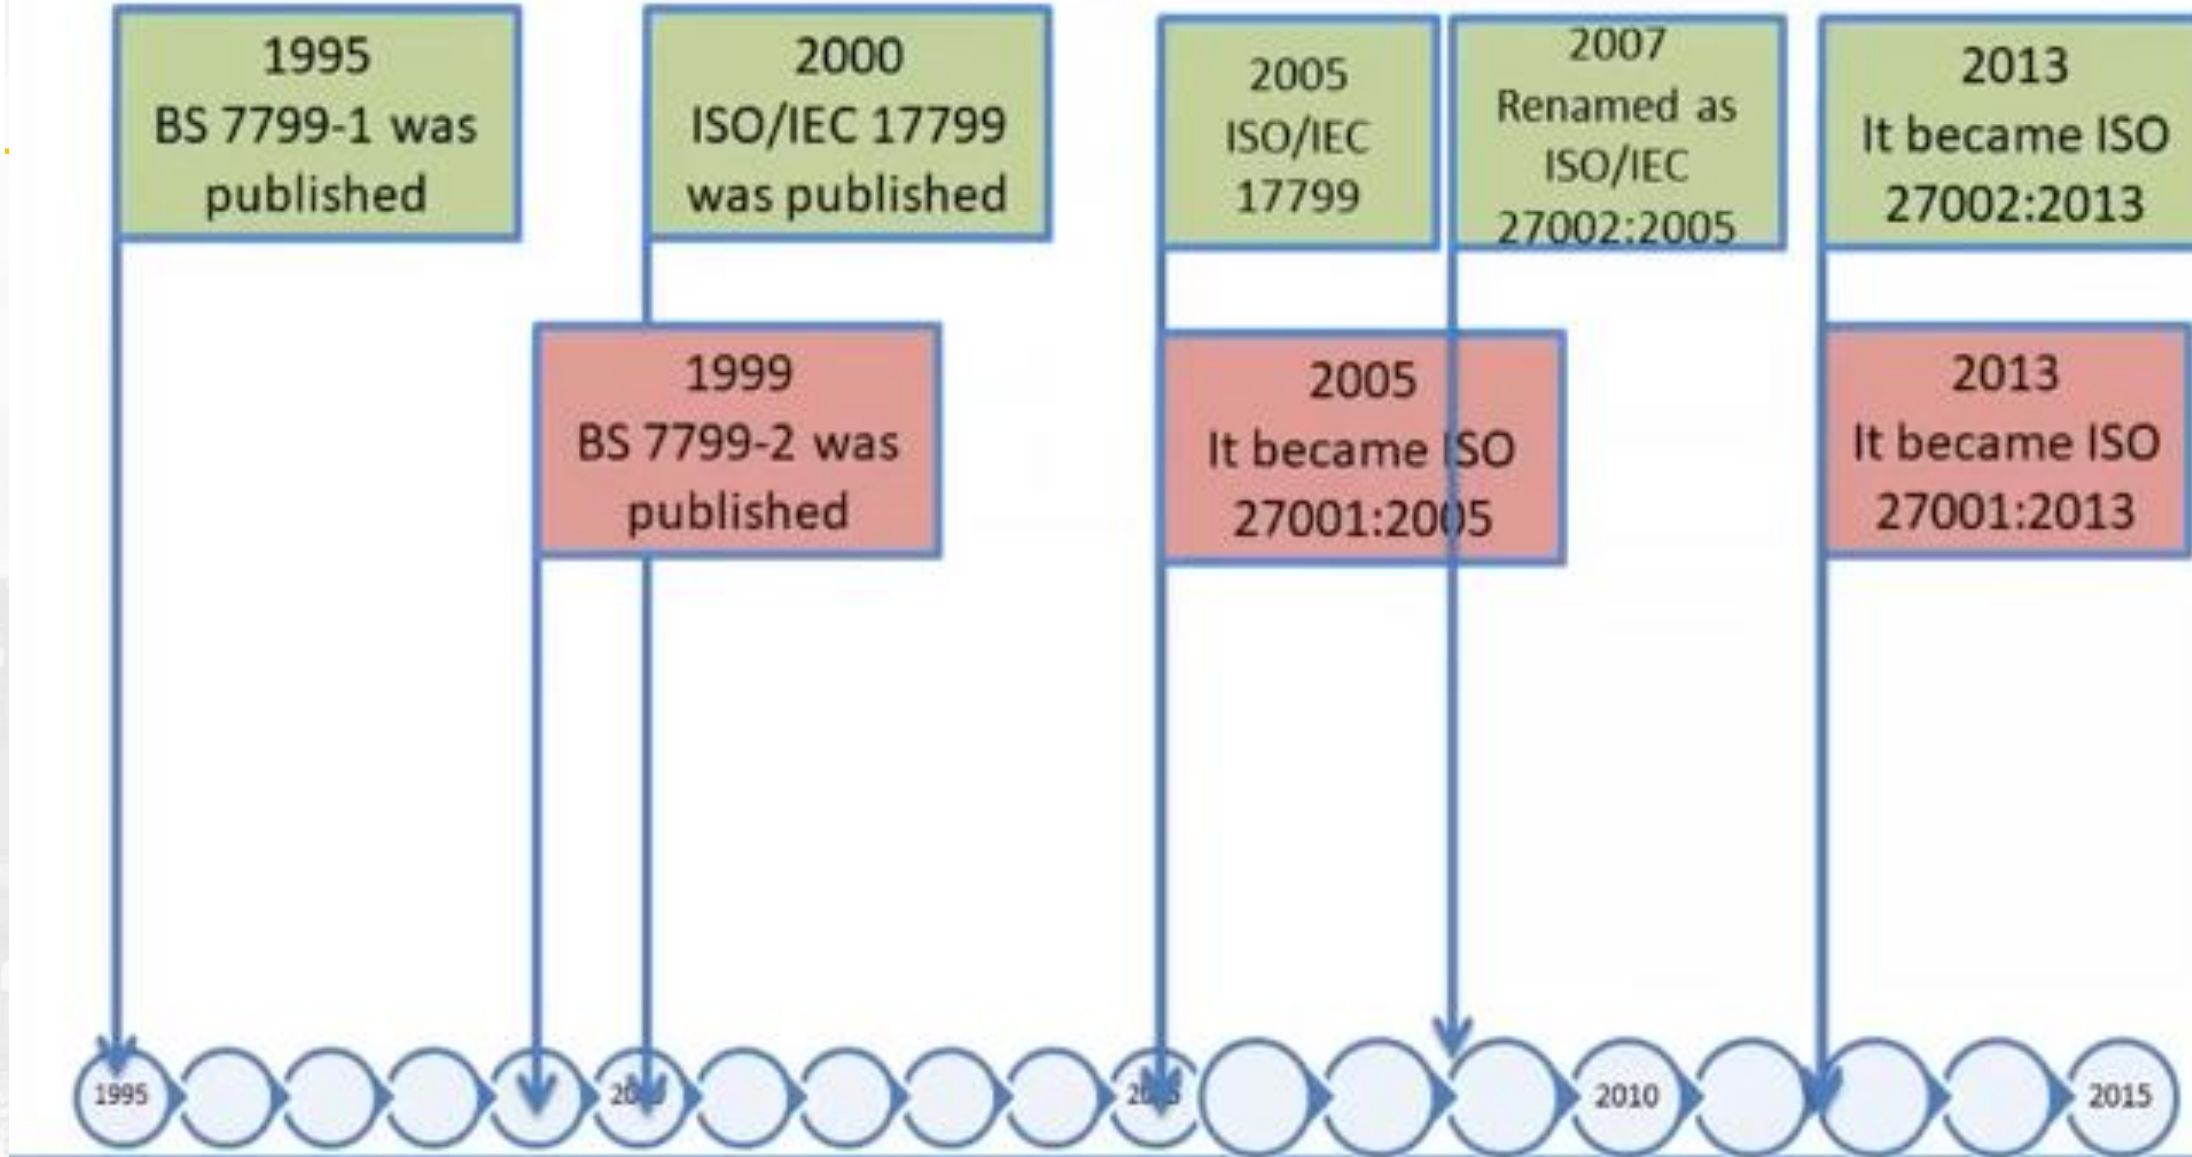 1995
BS 7799-1 was
published
2000
ISO/IEC 17799
was published
2005
ISO/IEC
17799
2007
Renamed as
ISO/IEC
27002:2005
2013
It became ISO
27002:2013
1999
BS 7799-2 was
published
2005
It became ISO
27001:2005
2013
It became ISO
27001:2013
1995
2010
2015